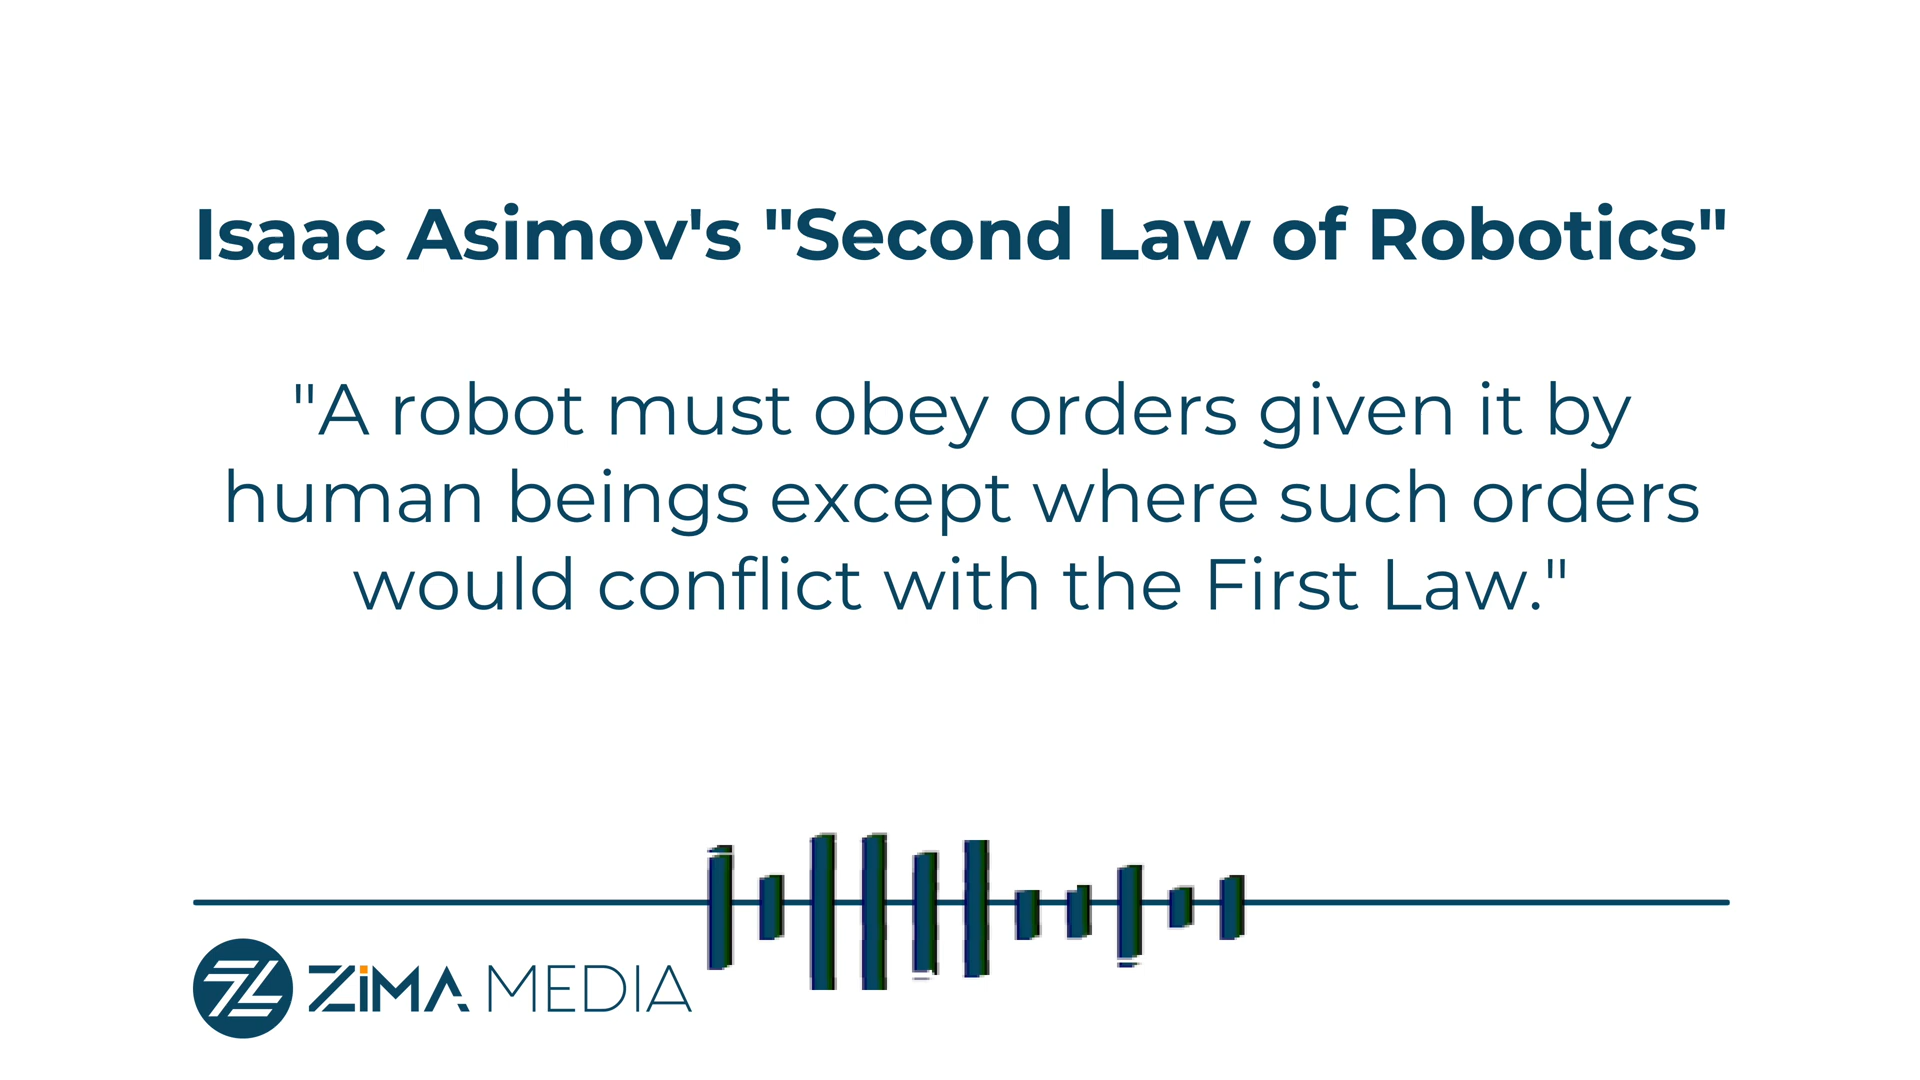 Isaac Asimov's "Second Law of Robotics"
"A robot must obey orders given it by
human beings except where such orders
would conflict with the First Law."
ZiMA MEDIA